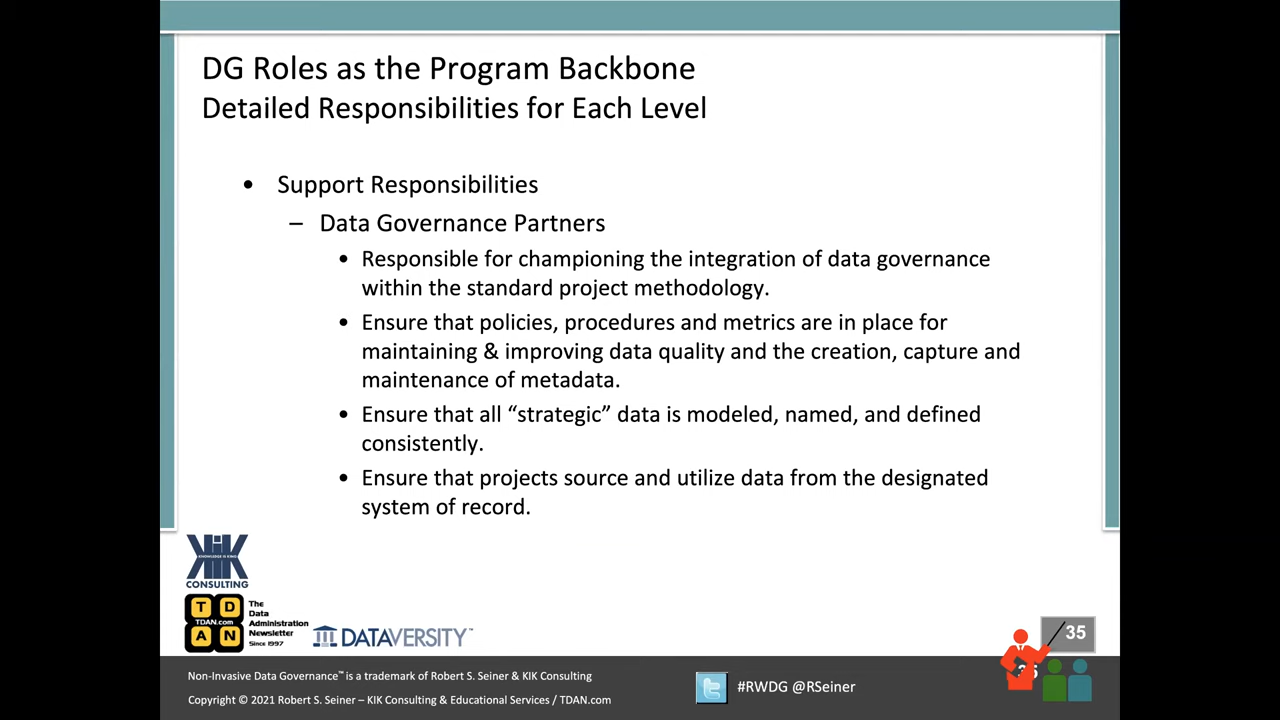 DG Roles as the Program Backbone
Detailed Responsibilities for Each Level
• Support Responsibilities
– Data Governance Partners
• Responsible for championing the integration of data governance
within the standard project methodology.
• Ensure that policies, procedures and metrics are in place for
maintaining & improving data quality and the creation, capture and
maintenance of metadata.
• Ensure that all “strategic” data is modeled, named, and defined
consistently.
• Ensure that projects source and utilize data from the designated
system of record.
KIK
KNOWLEDGE IS KING
CONSULTING
T D
TDAN.com
A N
The
Data
Administration
Newsletter
Since 1997
DATAVERSITY™
35
Non-Invasive Data Governance™ is a trademark of Robert S. Seiner & KIK Consulting
Copyright © 2021 Robert S. Seiner – KIK Consulting & Educational Services / TDAN.com
#RWDG @RSeiner